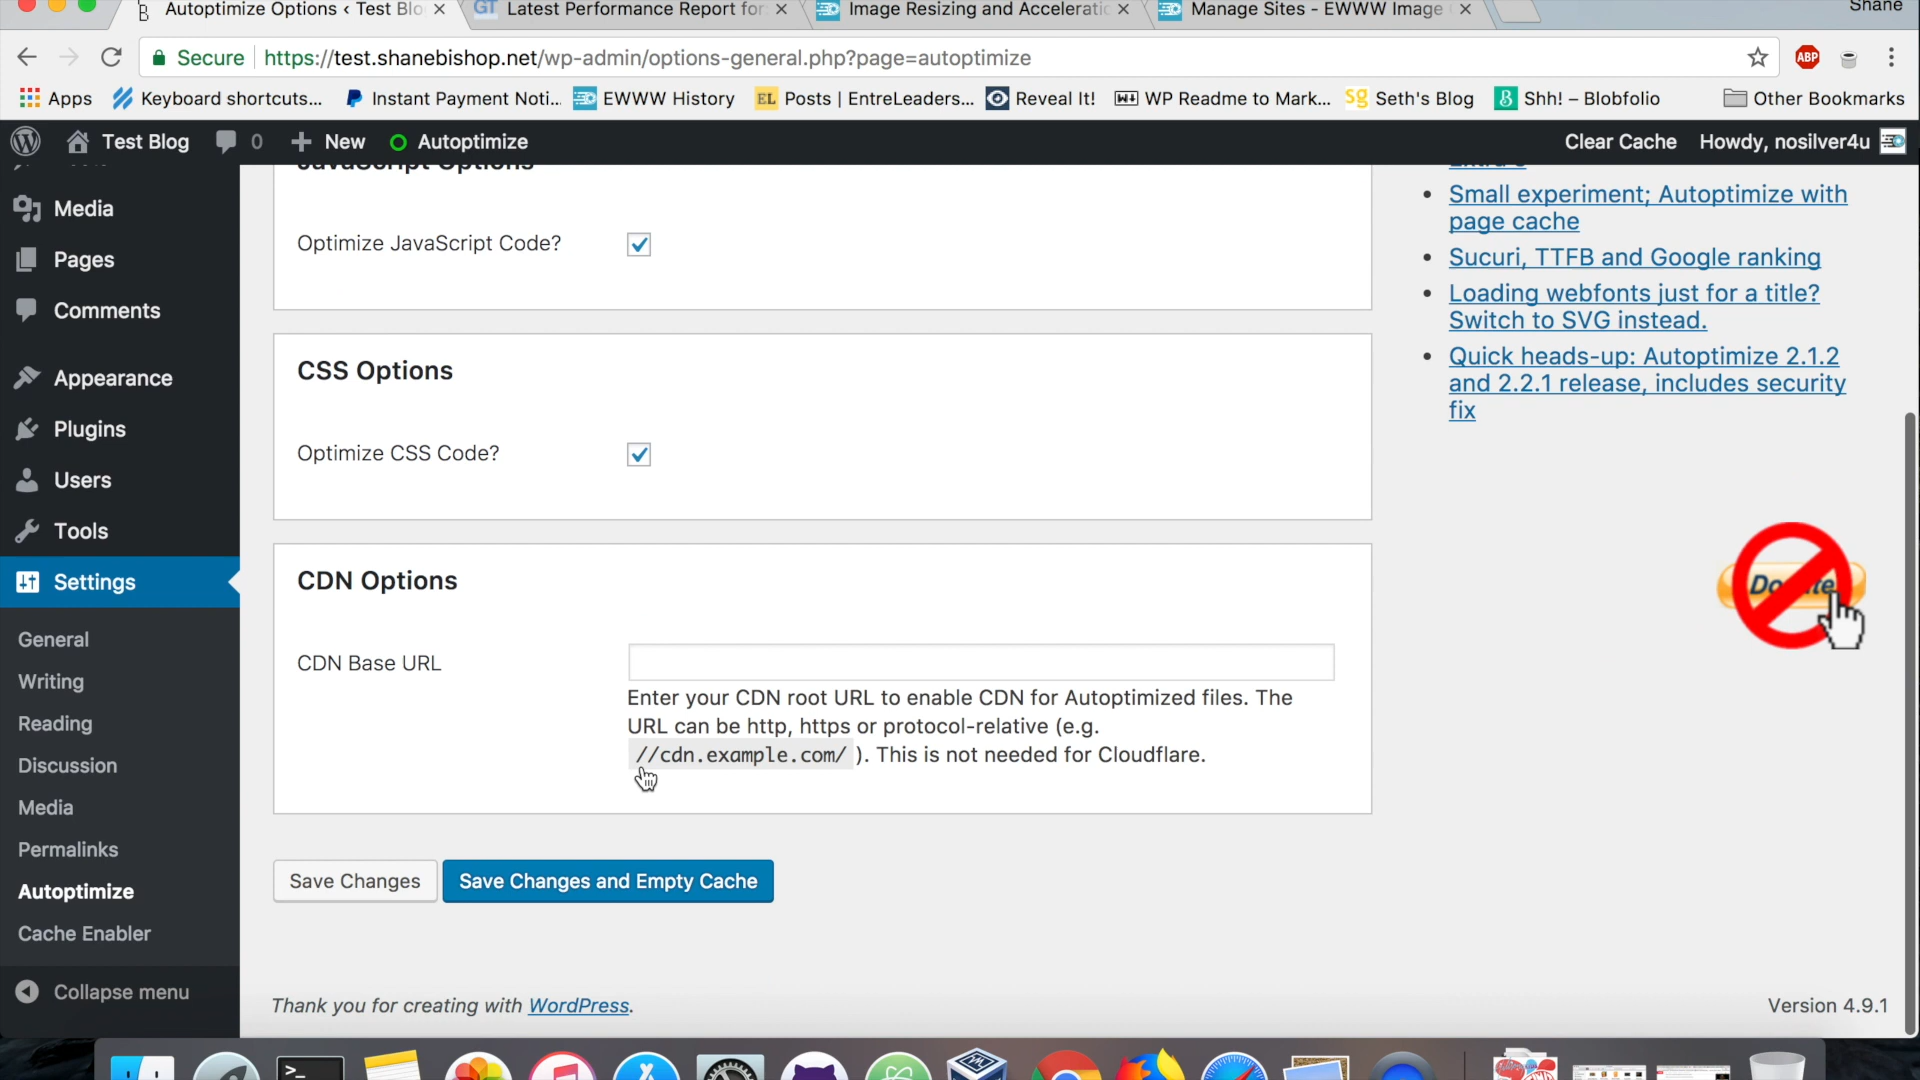 Autoptimize Options ‹ Test Blo
GT Latest Performance Report for
Image Resizing and Acceleratio
Manage Sites - EWWW Image
Shane
Secure https://test.shanebishop.net/wp-admin/options-general.php?page=autoptimize
ABP
Apps
Keyboard shortcuts...
Instant Payment Noti...
EWWW History
EL Posts | EntreLeaders...
Reveal It!
WP Readme to Mark...
Sg Seth's Blog
Shh! – Blobfolio
Other Bookmarks
Test Blog
0
New
Autoptimize
Clear Cache
Howdy, nosilver4u
Media
Pages
Comments
Appearance
Plugins
Users
Tools
Settings
General
Writing
Reading
Discussion
Media
Permalinks
Autoptimize
Cache Enabler
Collapse menu
JavaScript Options
Optimize JavaScript Code?
CSS Options
Optimize CSS Code?
CDN Options
CDN Base URL
Enter your CDN root URL to enable CDN for Autoptimized files. The
URL can be http, https or protocol-relative (e.g.
//cdn.example.com/ ). This is not needed for Cloudflare.
Save Changes
Save Changes and Empty Cache
Thank you for creating with WordPress.
Version 4.9.1
Small experiment; Autoptimize with
page cache
Sucuri, TTFB and Google ranking
Loading webfonts just for a title?
Switch to SVG instead.
Quick heads-up: Autoptimize 2.1.2
and 2.2.1 release, includes security
fix
Donate